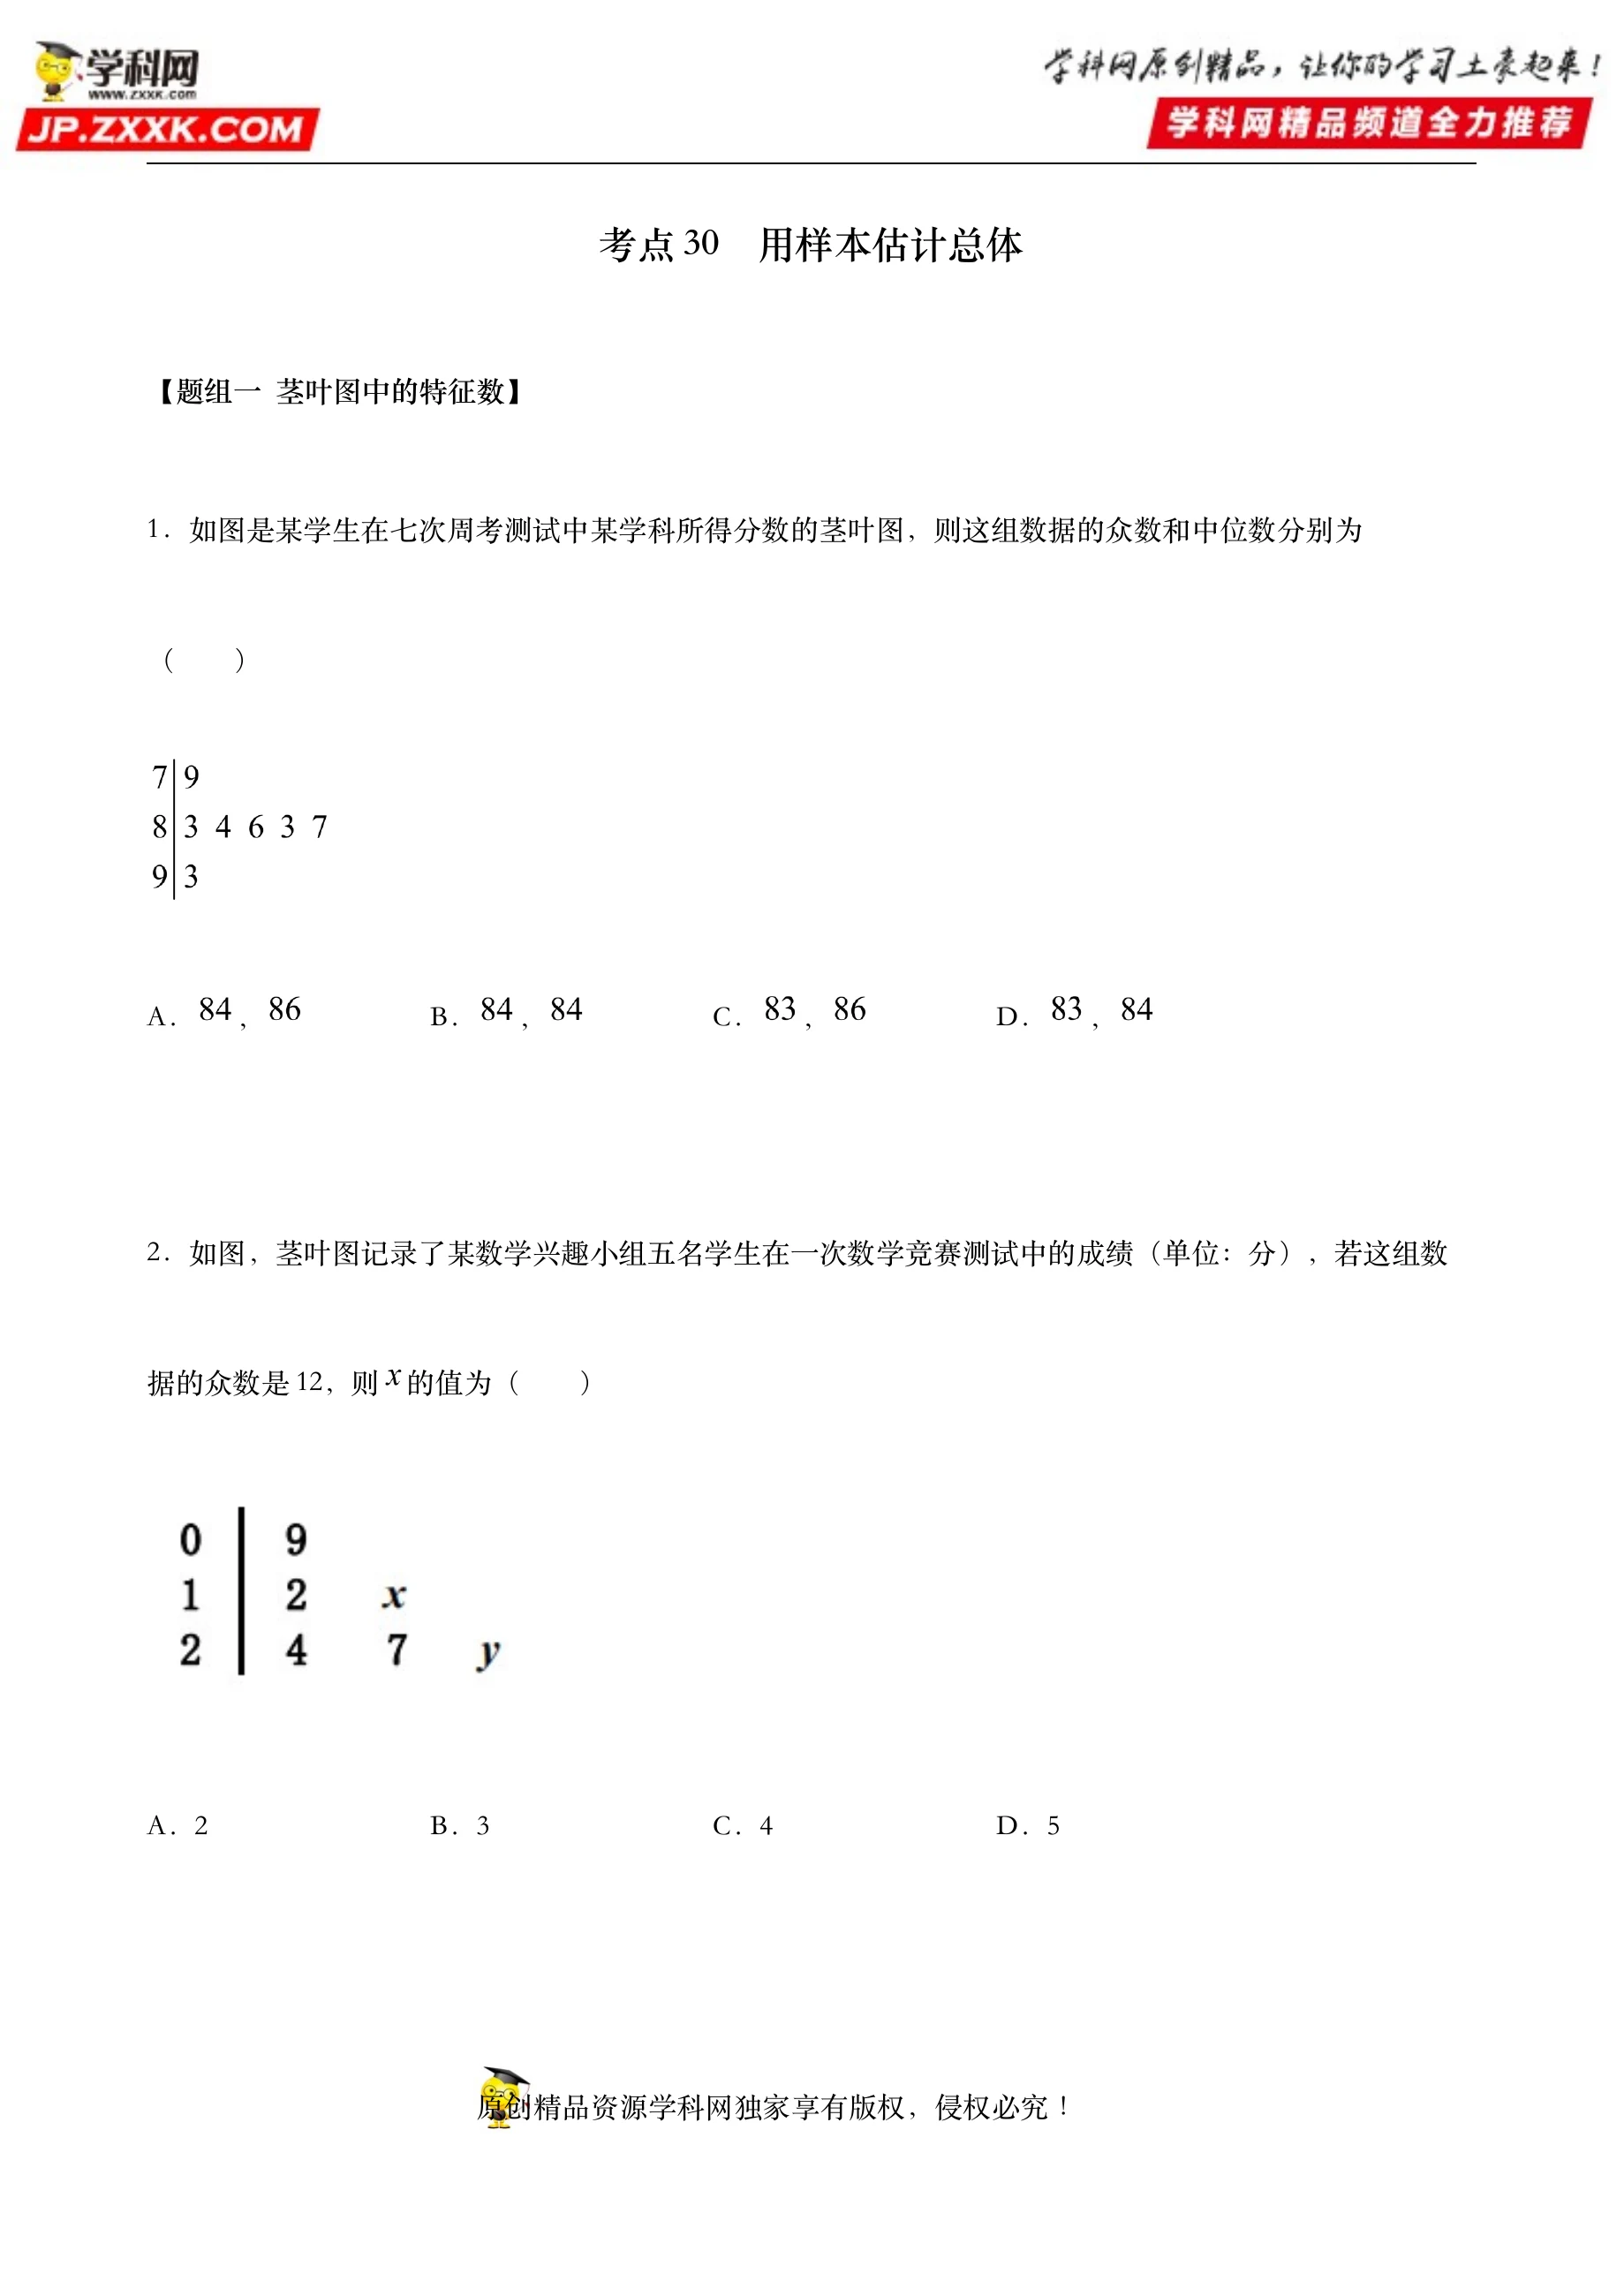 学科网
www.zxxk.com
JP.ZXXK.COM
学科网原创精品，让你的学习土豪起来！
学科网精品频道全力推荐
考点 30 用样本估计总体
【题组一 茎叶图中的特征数】
1．如图是某学生在七次周考测试中某学科所得分数的茎叶图，则这组数据的众数和中位数分别为
（ ）
7 9
8 3 4 6 3 7
9 3
A．84，86 B．84，84 C．83，86 D．83，84
2．如图，茎叶图记录了某数学兴趣小组五名学生在一次数学竞赛测试中的成绩（单位：分），若这组数
据的众数是 12，则 x 的值为（ ）
0 9
1 2 x
2 4 7 y
A．2 B．3 C．4 D．5
原创精品资源学科网独家享有版权，侵权必究！